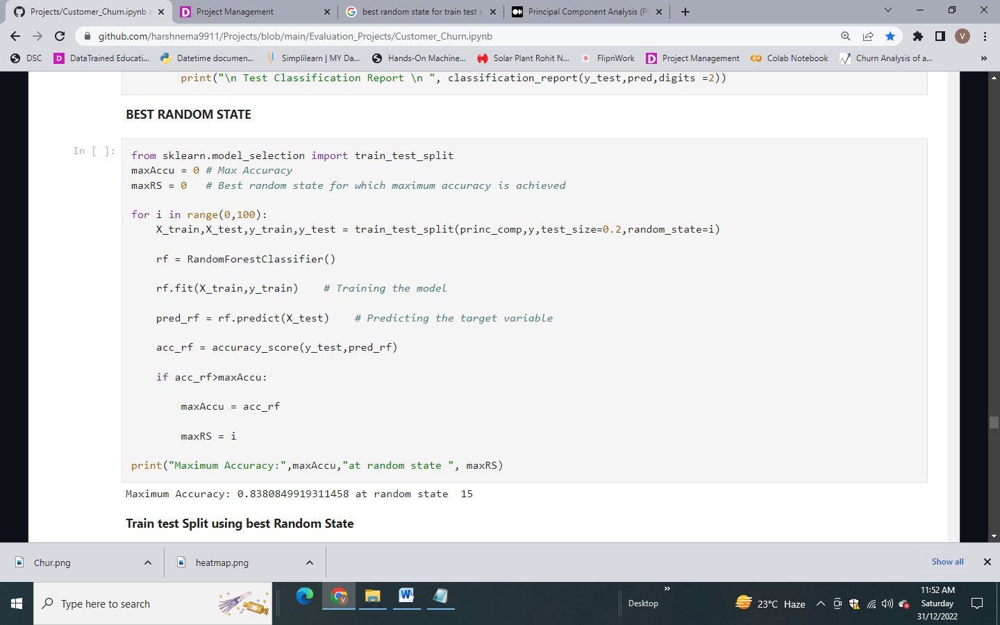 Projects/Customer_Churn.ipynb a
Project Management
best random state for train test s
Principal Component Analysis (PC
github.com/harshnema9911/Projects/blob/main/Evaluation_Projects/Customer_Churn.ipynb
V
DSC
DataTrained Educati...
Datetime documen...
Simplilearn | MY Da...
Hands-On Machine...
Solar Plant Rohit N...
FlipnWork
Project Management
Colab Notebook
Churn Analysis of a...
»
print("\n Test Classification Report \n ", classification_report(y_test,pred,digits =2))
BEST RANDOM STATE
In [ ]:
from sklearn.model_selection import train_test_split
maxAccu = 0 # Max Accuracy
maxRS = 0   # Best random state for which maximum accuracy is achieved
for i in range(0,100):
    X_train,X_test,y_train,y_test = train_test_split(princ_comp,y,test_size=0.2,random_state=i)
    rf = RandomForestClassifier()
    rf.fit(X_train,y_train)    # Training the model
    pred_rf = rf.predict(X_test)    # Predicting the target variable
    acc_rf = accuracy_score(y_test,pred_rf)
    if acc_rf>maxAccu:
        maxAccu = acc_rf
        maxRS = i
print("Maximum Accuracy:",maxAccu,"at random state ", maxRS)
Maximum Accuracy: 0.8380849919311458 at random state  15
Train test Split using best Random State
Chur.png
heatmap.png
Show all
Type here to search
Desktop
»
23°C Haze
11:52 AM
Saturday
31/12/2022